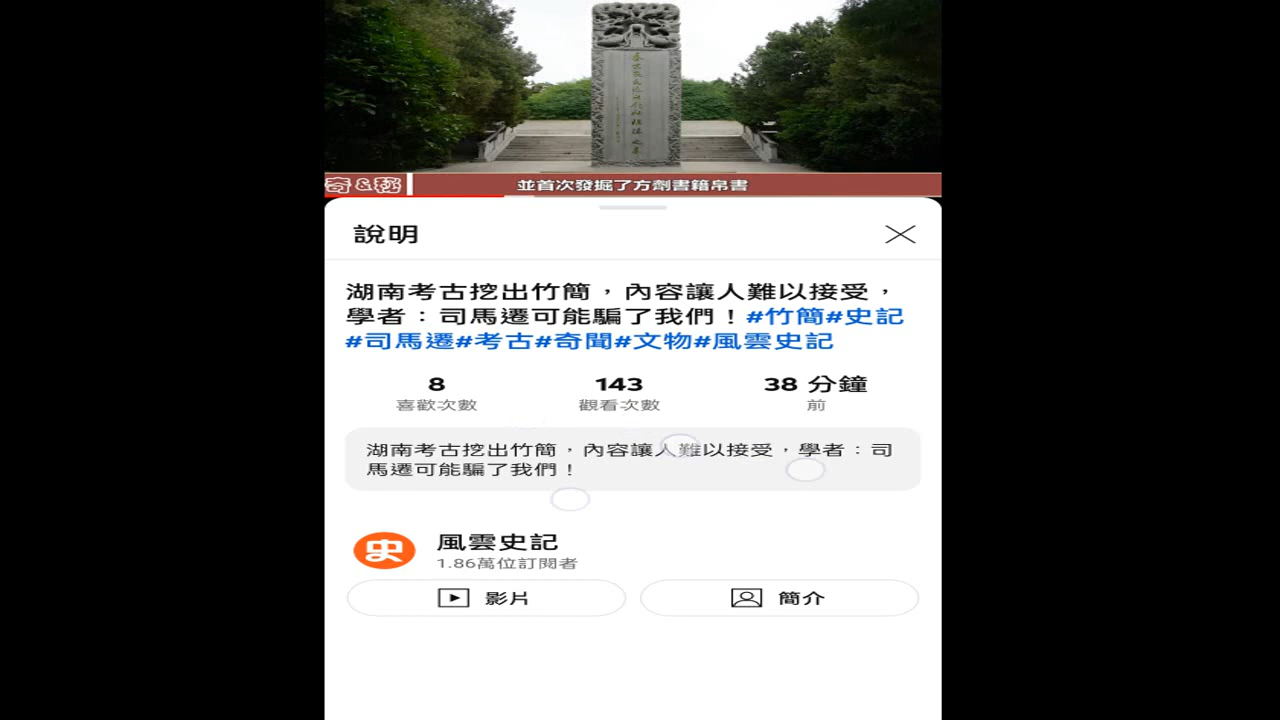 奇&秘
並首次發掘了方劑書籍帛書
說明
湖南考古挖出竹簡，內容讓人難以接受，
學者：司馬遷可能騙了我們！#竹簡#史記
#司馬遷#考古#奇聞#文物#風雲史記
8 143 38 分鐘
喜歡次數 觀看次數 前
湖南考古挖出竹簡，內容讓人難以接受，學者：司
馬遷可能騙了我們！
史 風雲史記
1.86萬位訂閱者
影片 簡介